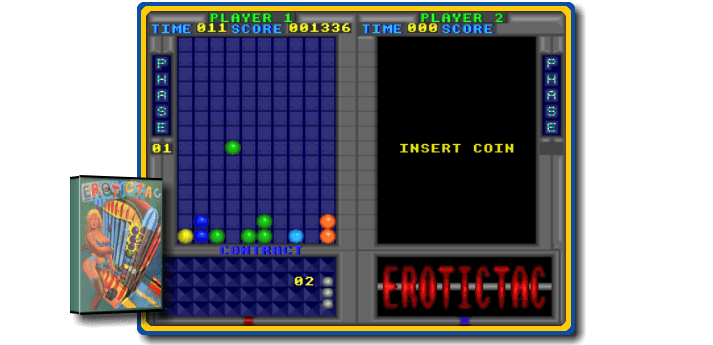 PLAYER 1
TIME 011 SCORE 001336
PHASE
01
CONTRACT
02
PLAYER 2
TIME 000 SCORE
PHASE
INSERT COIN
EROTICTAC
EROTICTAC